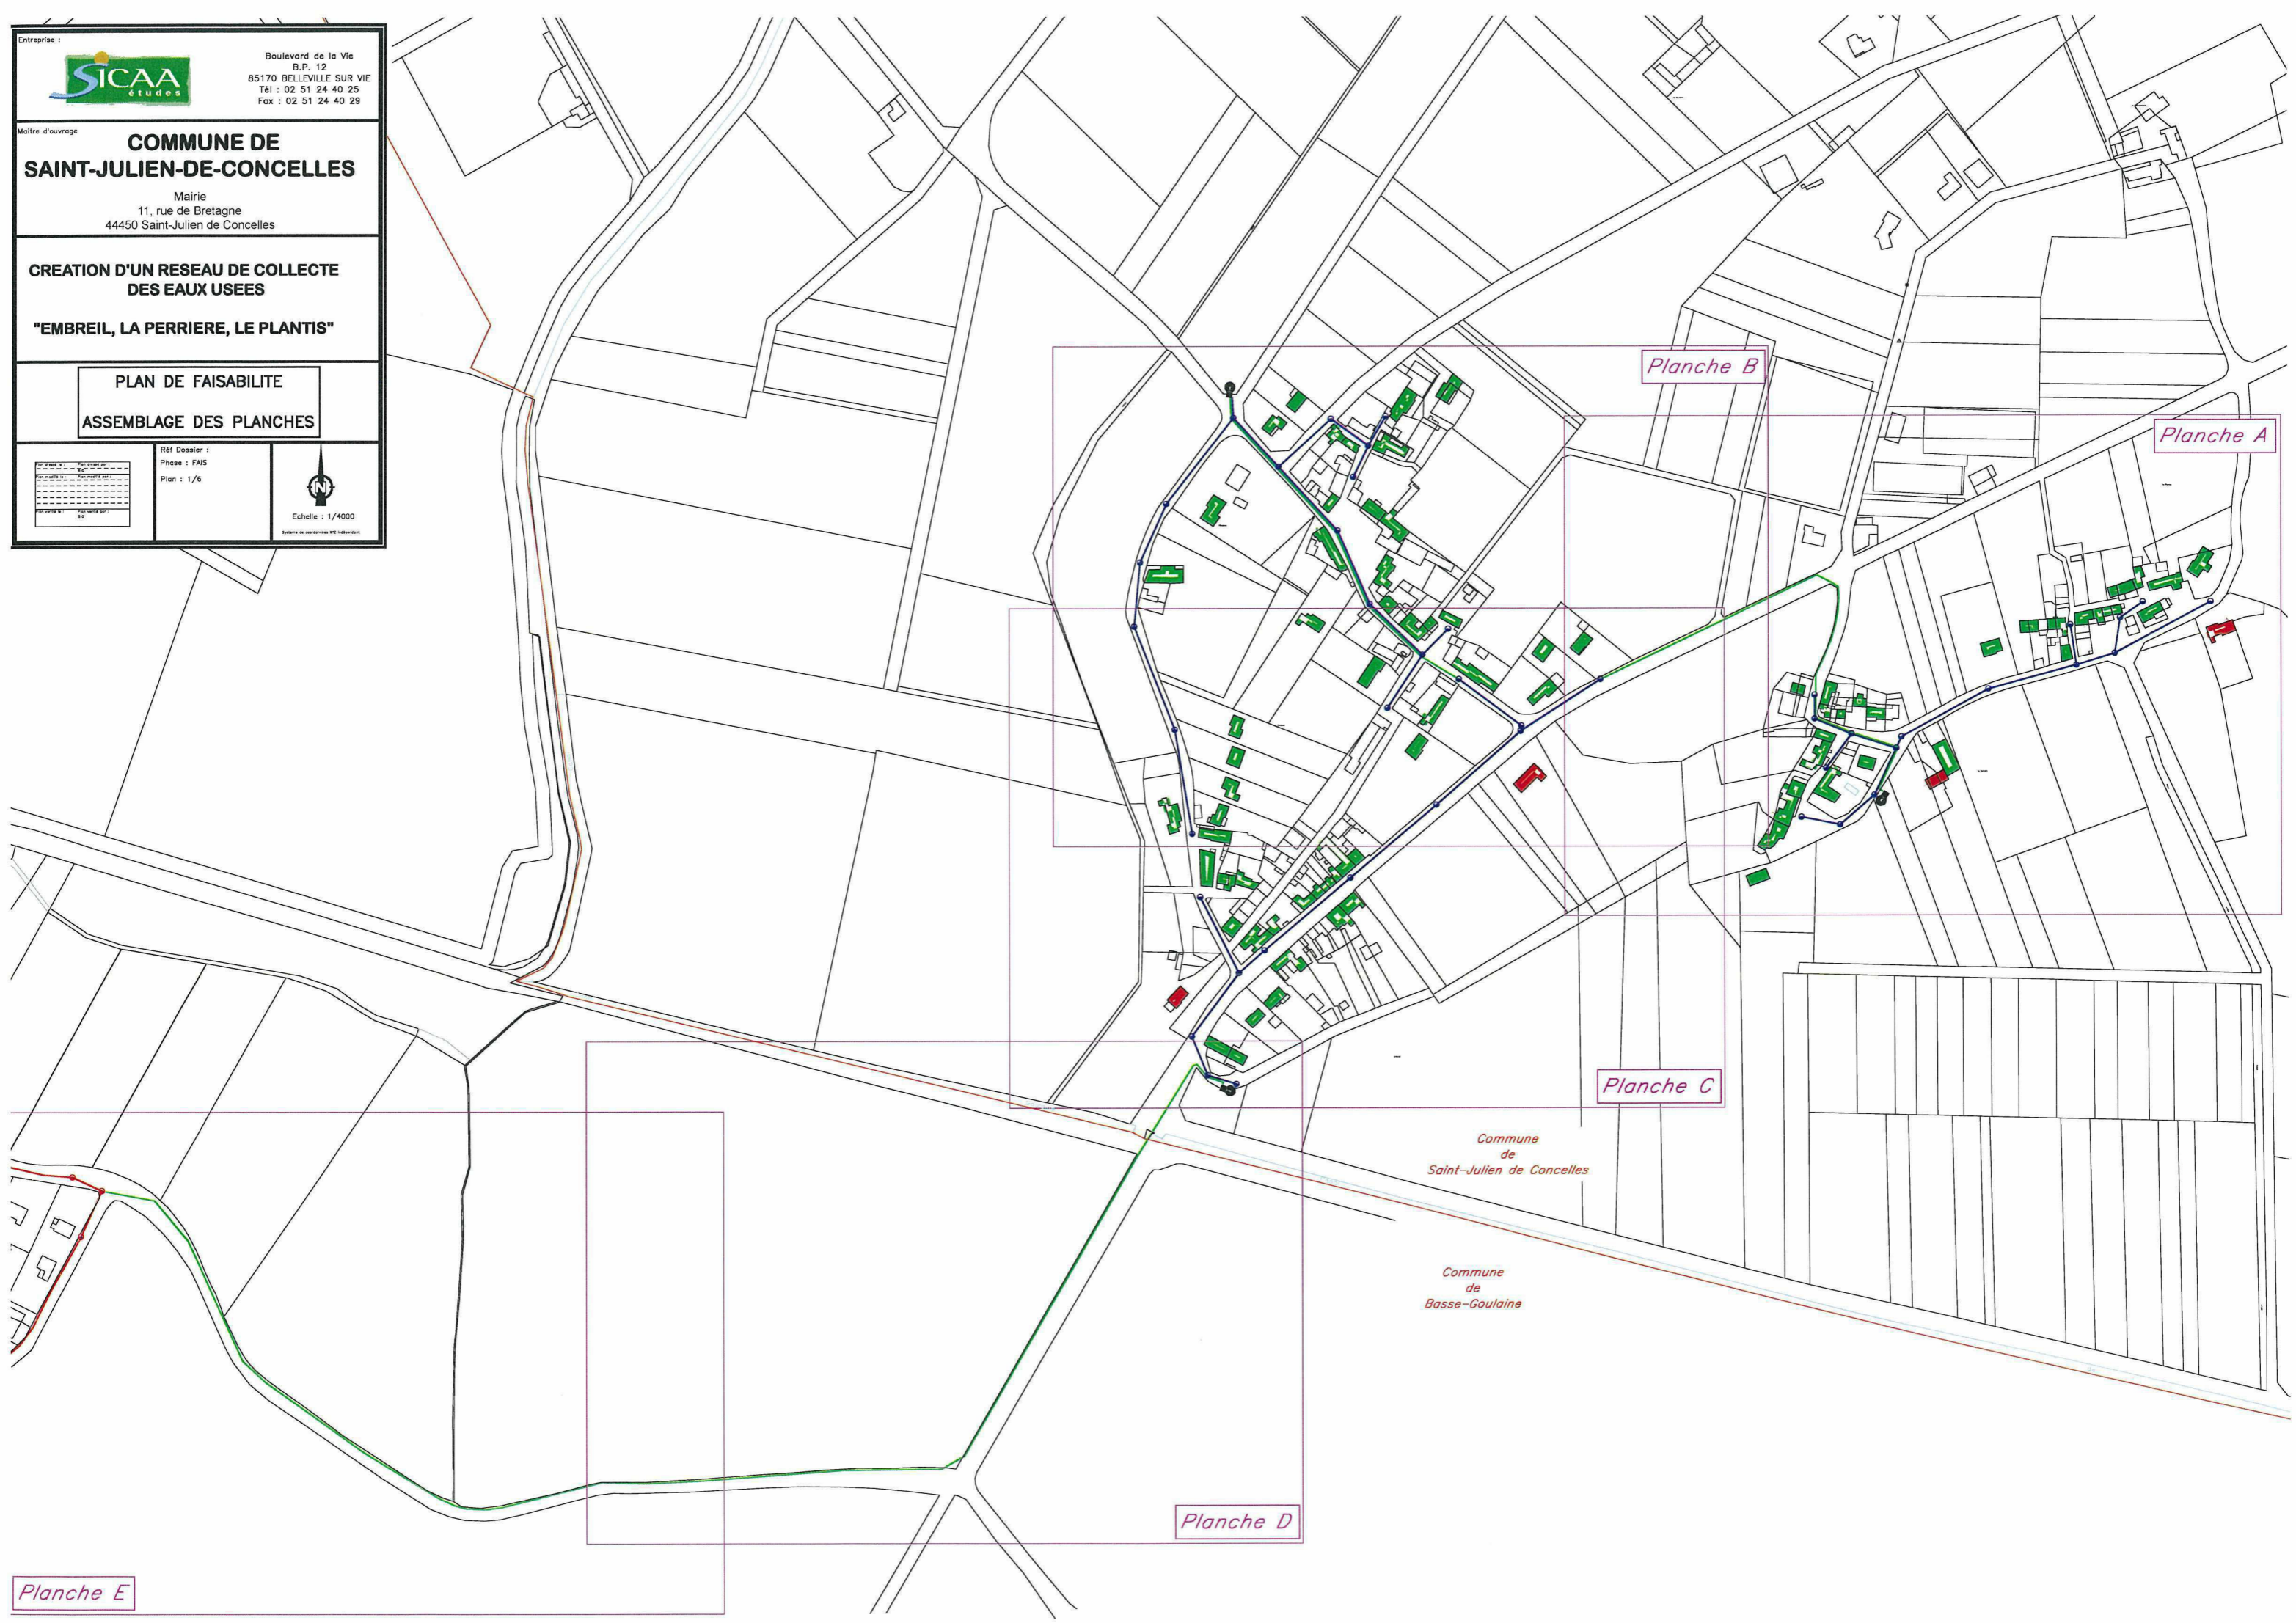 Entreprise :
SICAA
études
Boulevard de la Vie
B.P. 12
85170 BELLEVILLE SUR VIE
Tél : 02 51 24 40 25
Fax : 02 51 24 40 29
Maître d'ouvrage
COMMUNE DE
SAINT-JULIEN-DE-CONCELLES
Mairie
11, rue de Bretagne
44450 Saint-Julien de Concelles
CREATION D'UN RESEAU DE COLLECTE
DES EAUX USEES
"EMBREIL, LA PERRIERE, LE PLANTIS"
PLAN DE FAISABILITE
ASSEMBLAGE DES PLANCHES
Réf Dossier :
Phase : FAIS
Plan : 1/6
N
Echelle : 1/4000
Planche B
Planche A
Planche C
Commune
de
Saint-Julien de Concelles
Commune
de
Basse-Goulaine
Planche D
Planche E